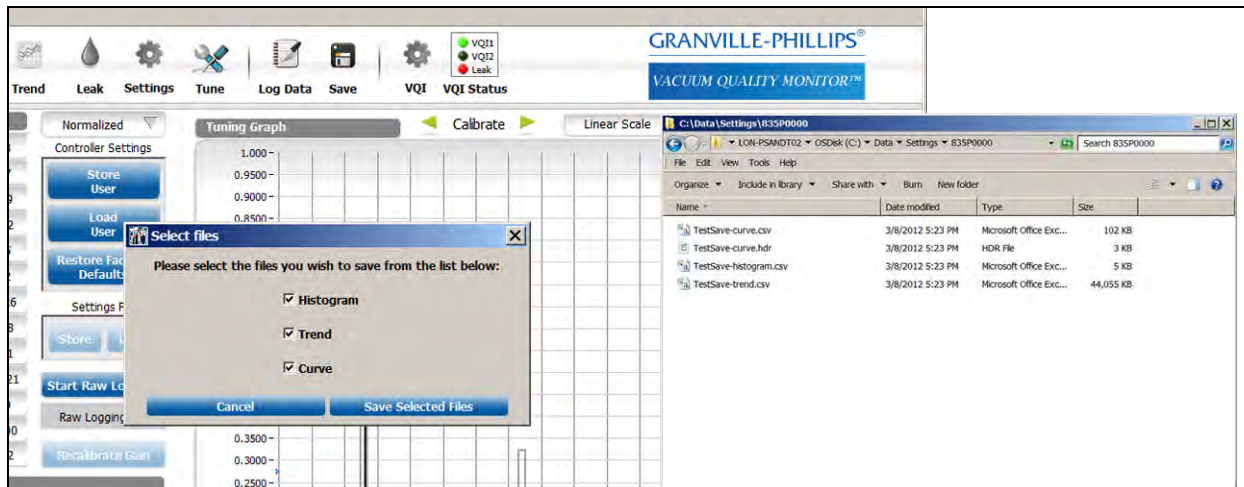 GRANVILLE-PHILLIPS®
VACUUM QUALITY MONITOR™
VQI1
VQI2
Leak
Trend Leak Settings Tune Log Data Save VQI VQI Status
Normalized
Tuning Graph
Calibrate
Linear Scale
Controller Settings
Store
User
Load
User
Restore
Defaults
Settings
Store
Start Raw
Raw Logging
Recalibrate Gain
1.000
0.9500
0.9000
0.8500
0.3500
0.3000
0.2500
Select files
Please select the files you wish to save from the list below:
Histogram
Trend
Curve
Cancel Save Selected Files
C:\Data\Settings\835P0000
LON-PSANDT02 OSDisk (C:) Data Settings 835P0000 Search 835P0000
File Edit View Tools Help
Organize Include in library Share with Burn New folder
Name Date modified Type Size
TestSave-curve.csv 3/8/2012 5:23 PM Microsoft Office Exc... 102 KB
TestSave-curve.hdr 3/8/2012 5:23 PM HDR File 3 KB
TestSave-histogram.csv 3/8/2012 5:23 PM Microsoft Office Exc... 5 KB
TestSave-trend.csv 3/8/2012 5:23 PM Microsoft Office Exc... 44,055 KB